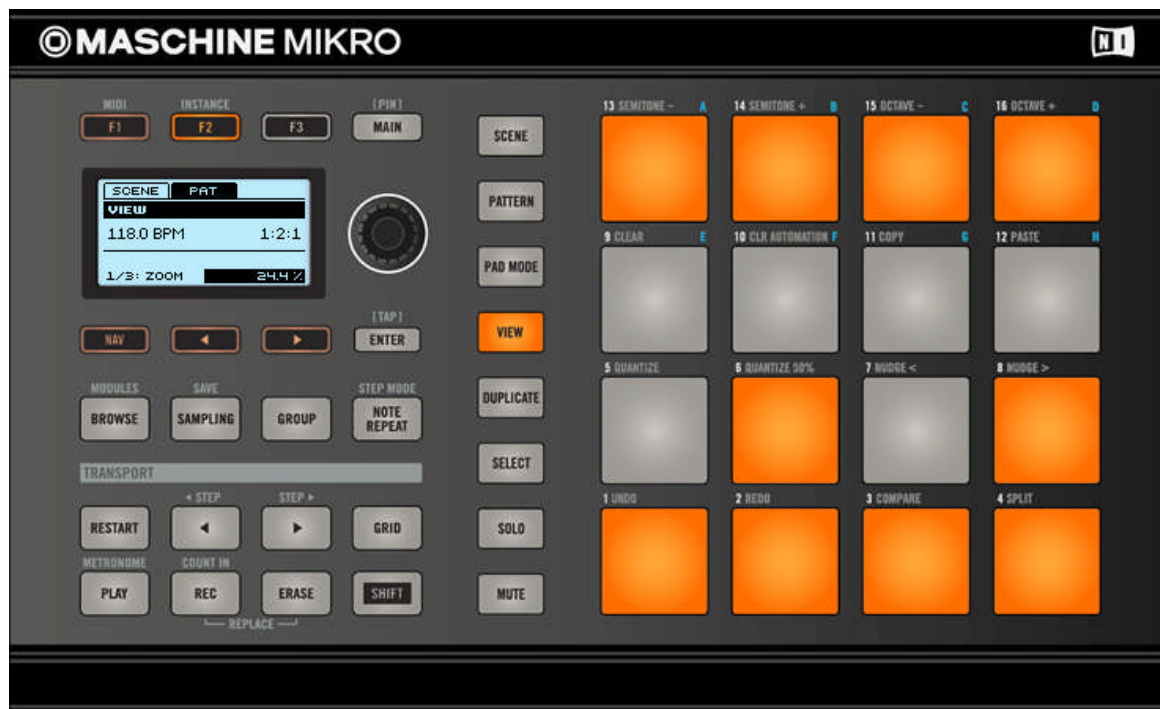 MASCHINE MIKRO
NI
MIDI INSTANCE [PIN]
F1 F2 F3 MAIN
SCENE PAT
VIEW
118.0 BPM 1:2:1
1/3: ZOOM 24.4 %
[TAP]
NAV ENTER
MODULES SAVE STEP MODE
BROWSE SAMPLING GROUP NOTE REPEAT
TRANSPORT
STEP STEP
RESTART GRID
METRONOME COUNT IN
PLAY REC ERASE SHIFT
REPLACE
SCENE
PATTERN
PAD MODE
VIEW
DUPLICATE
SELECT
SOLO
MUTE
13 SEMITONE - A 14 SEMITONE + B 15 OCTAVE - C 16 OCTAVE + D
9 CLEAR E 10 CLR AUTOMATION F 11 COPY G 12 PASTE H
5 QUANTIZE 6 QUANTIZE 50% 7 NUDGE < 8 NUDGE >
1 UNDO 2 REDO 3 COMPARE 4 SPLIT